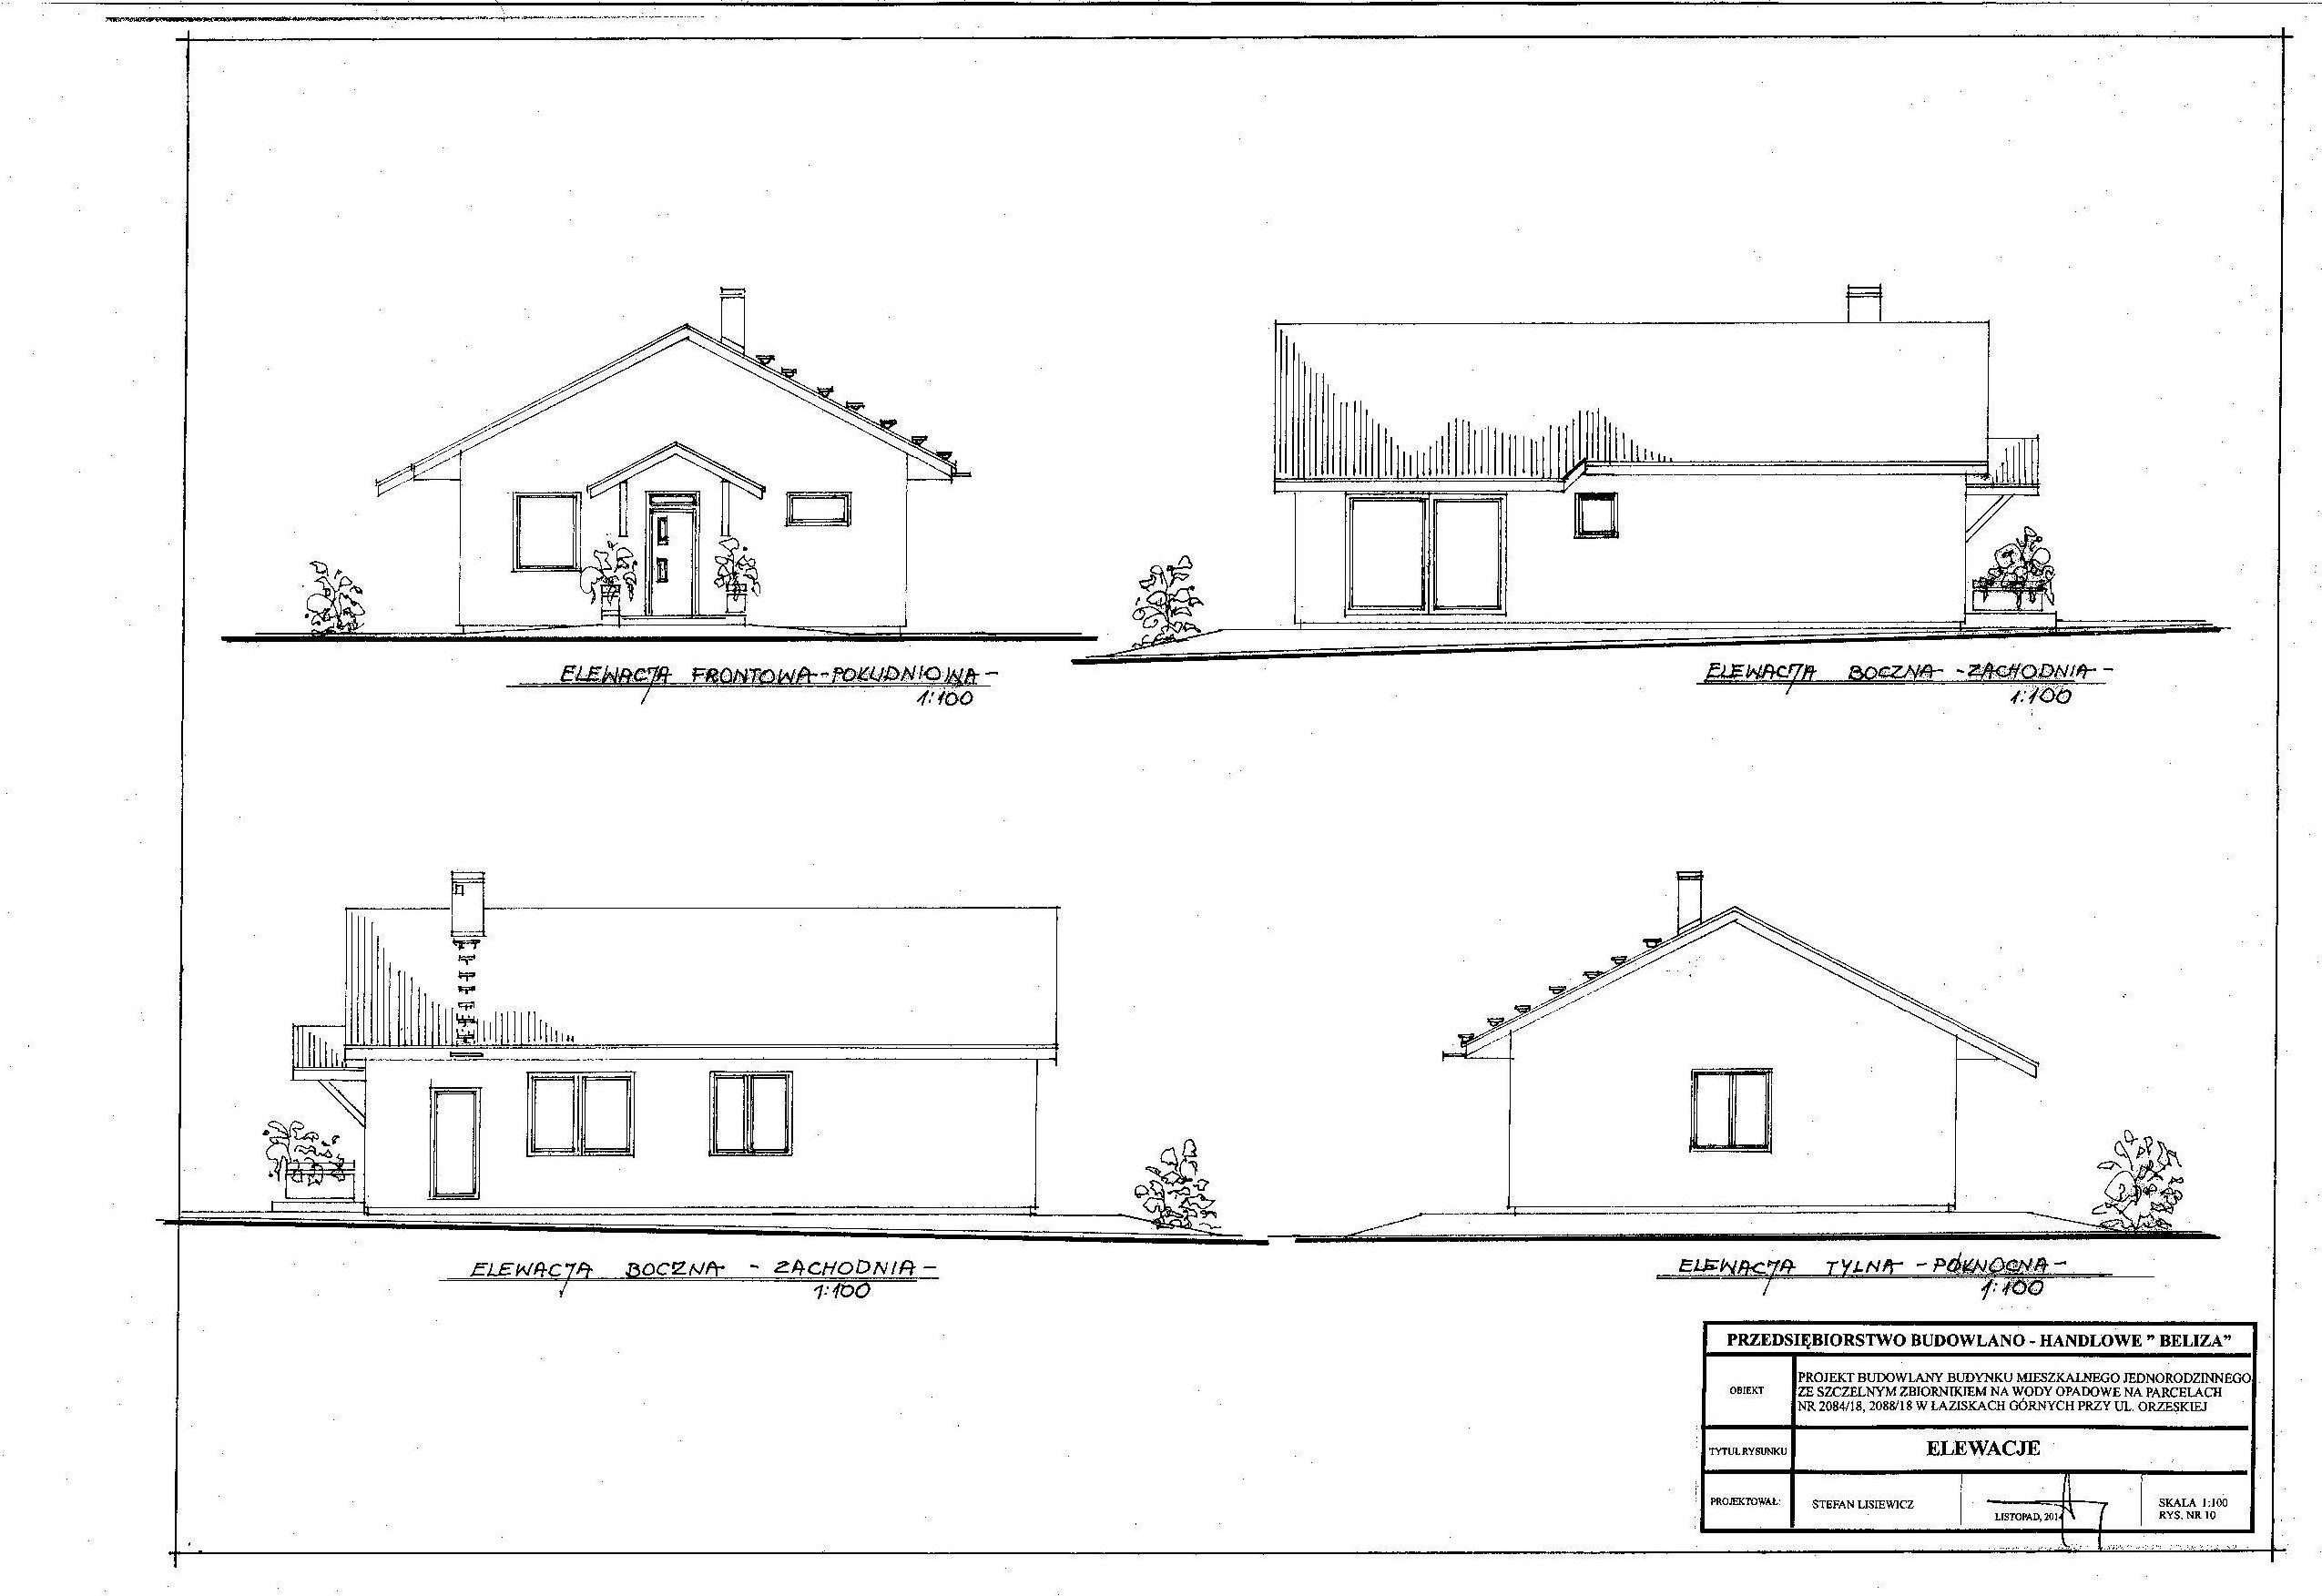 ELEWACJA FRONTOWA-POŁUDNIOWA-
1:100
ELEWACJA BOCZNA - ZACHODNIA -
1:100
ELEWACJA BOCZNA - ZACHODNIA -
1:100
ELEWACJA TYLNA - PÓŁNOCNA -
1:100
PRZEDSIĘBIORSTWO BUDOWLANO - HANDLOWE ” BELIZA”
OBIEKT
PROJEKT BUDOWLANY BUDYNKU MIESZKALNEGO JEDNORODZINNEGO
ZE SZCZELNYM ZBIORNIKIEM NA WODY OPADOWE NA PARCELACH
NR 2084/18, 2088/18 W ŁAZISKACH GÓRNYCH PRZY UL. ORZESKIEJ
TYTUŁ RYSUNKU
ELEWACJE
PROJEKTOWAŁ:
STEFAN LISIEWICZ
LISTOPAD, 2014
SKALA 1:100
RYS. NR 10